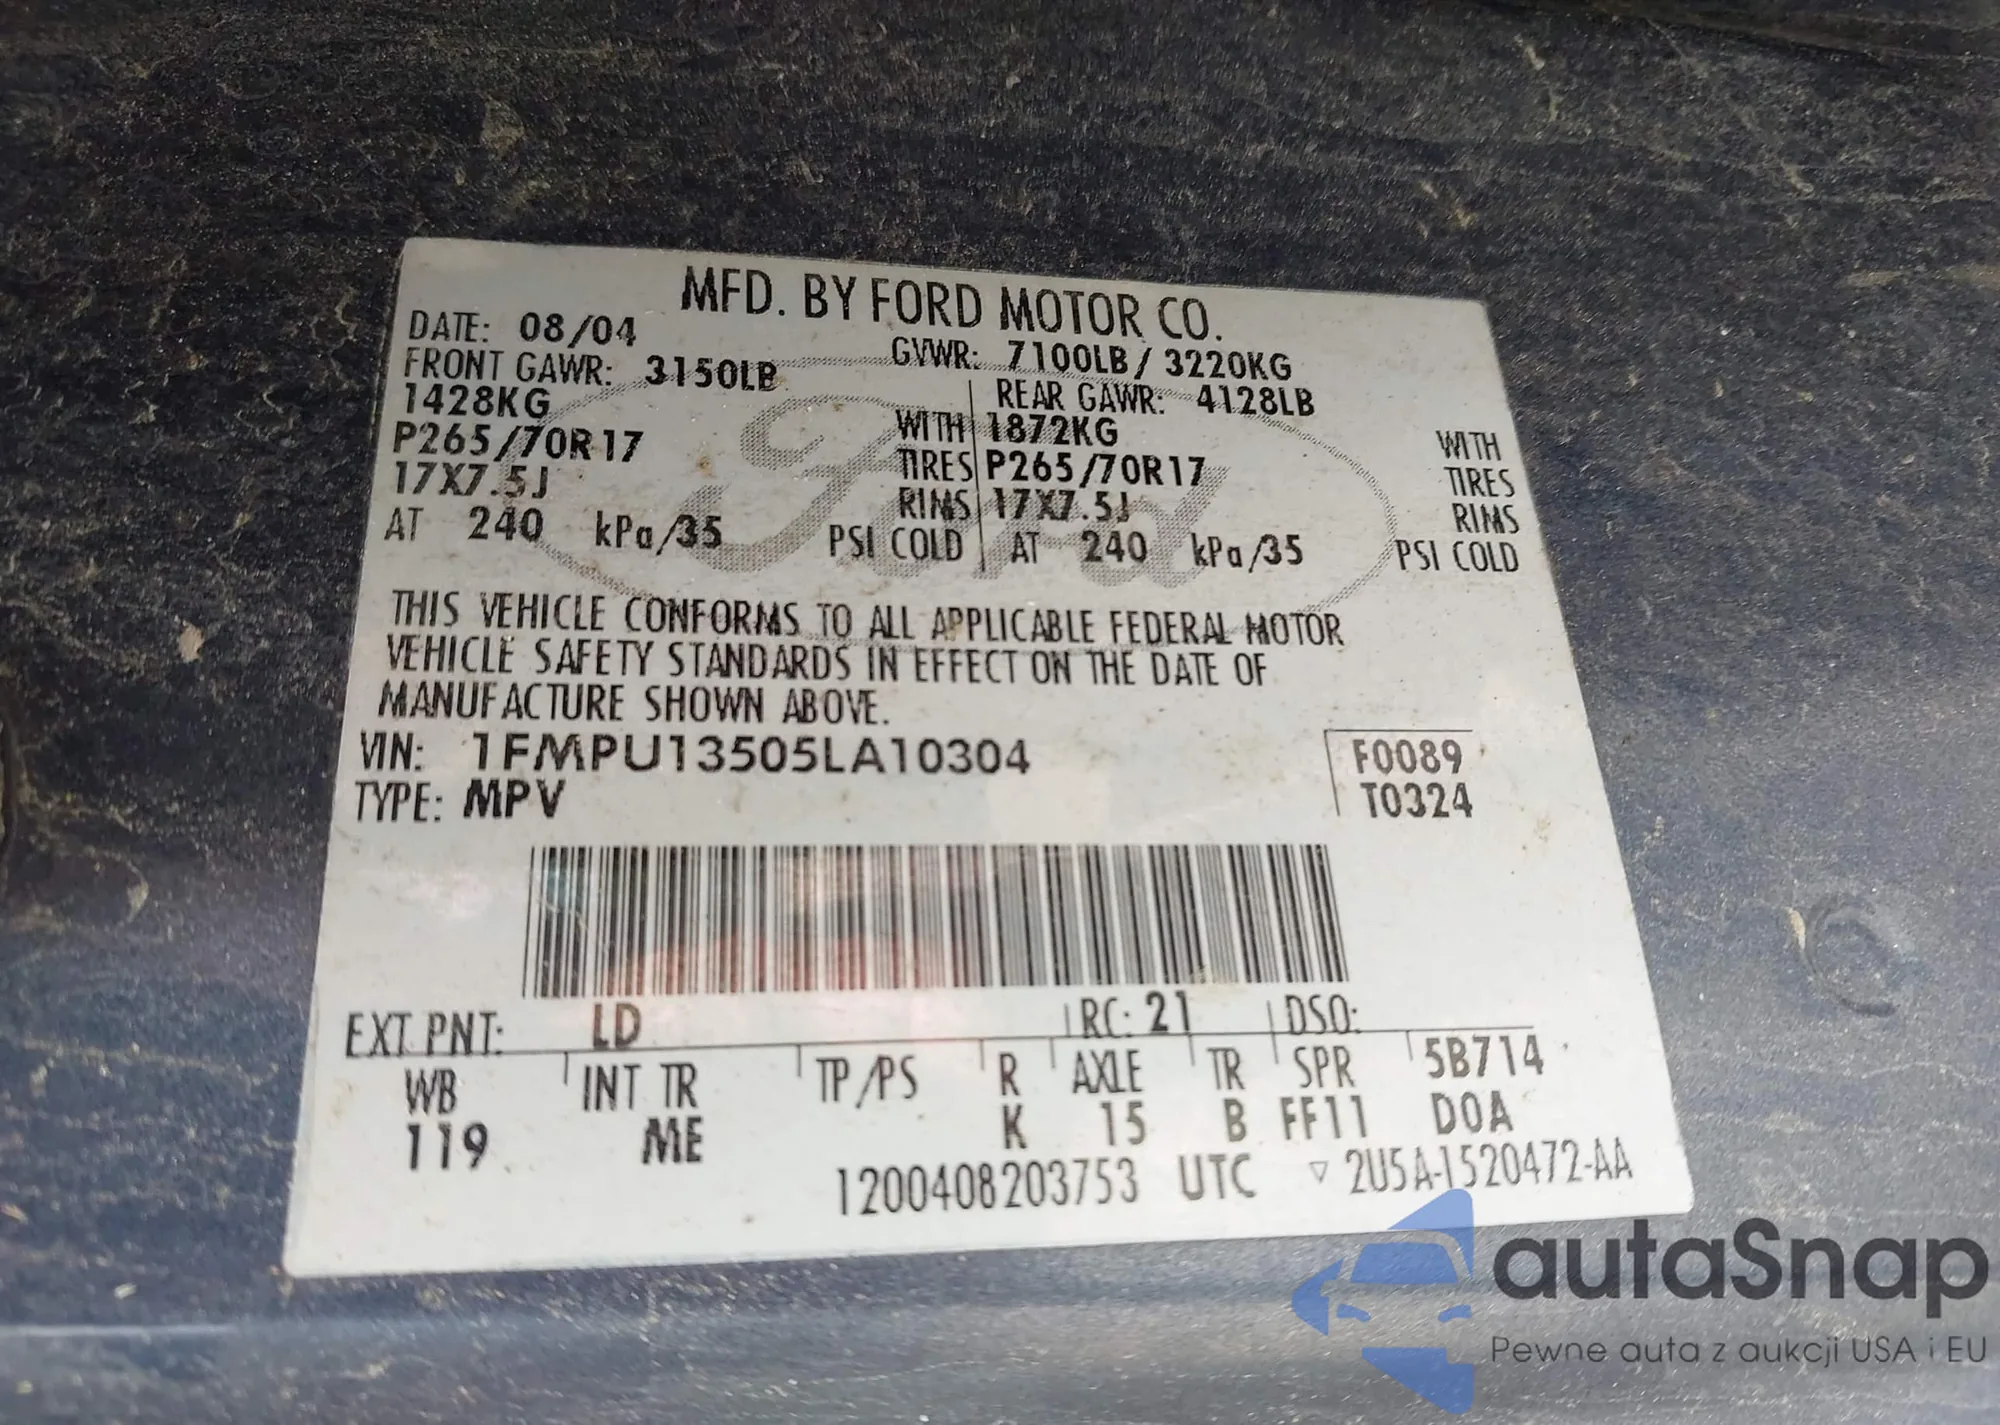 MFD. BY FORD MOTOR CO.
DATE: 08/04 GVWR: 7100LB / 3220KG
FRONT GAWR: 3150LB REAR GAWR: 4128LB
1428KG WITH 1872KG WITH
P265/70R17 TIRES P265/70R17 TIRES
17X7.5J RIMS 17X7.5J RIMS
AT 240 kPa/35 PSI COLD AT 240 kPa/35 PSI COLD
Ford
THIS VEHICLE CONFORMS TO ALL APPLICABLE FEDERAL MOTOR
VEHICLE SAFETY STANDARDS IN EFFECT ON THE DATE OF
MANUFACTURE SHOWN ABOVE.
VIN: 1FMPU13505LA10304 F0089
TYPE: MPV T0324
EXT PNT: LD RC: 21 DSO:
WB INT TR TP/PS R AXLE TR SPR 5B714
119 ME K 15 B FF11 D0A
1200408203753 UTC ▽ 2U5A-1520472-AA
autaSnap
Pewne auta z aukcji USA i EU